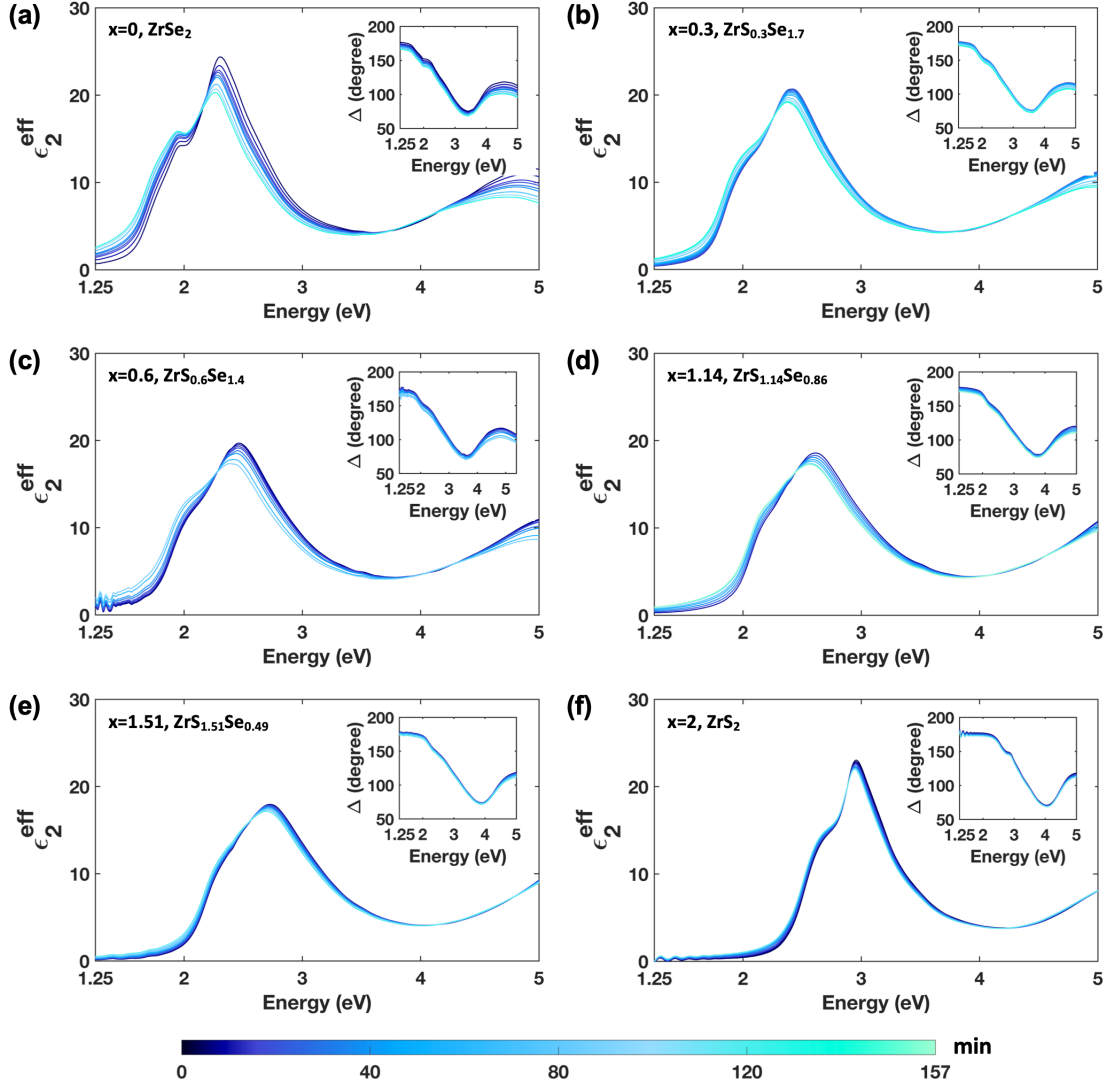 (a)
x=0, ZrSe2
ϵ2eff
30
20
10
0
1.25 2 3 4 5
Energy (eV)
Δ (degree)
200
150
100
50
1.25 2 3 4 5
Energy (eV)
(b)
x=0.3, ZrS0.3Se1.7
ϵ2eff
30
20
10
0
1.25 2 3 4 5
Energy (eV)
Δ (degree)
200
150
100
50
1.25 2 3 4 5
Energy (eV)
(c)
x=0.6, ZrS0.6Se1.4
ϵ2eff
30
20
10
0
1.25 2 3 4 5
Energy (eV)
Δ (degree)
200
150
100
50
1.25 2 3 4 5
Energy (eV)
(d)
x=1.14, ZrS1.14Se0.86
ϵ2eff
30
20
10
0
1.25 2 3 4 5
Energy (eV)
Δ (degree)
200
150
100
50
1.25 2 3 4 5
Energy (eV)
(e)
x=1.51, ZrS1.51Se0.49
ϵ2eff
30
20
10
0
1.25 2 3 4 5
Energy (eV)
Δ (degree)
200
150
100
50
1.25 2 3 4 5
Energy (eV)
(f)
x=2, ZrS2
ϵ2eff
30
20
10
0
1.25 2 3 4 5
Energy (eV)
Δ (degree)
200
150
100
50
1.25 2 3 4 5
Energy (eV)
min
0 40 80 120 157